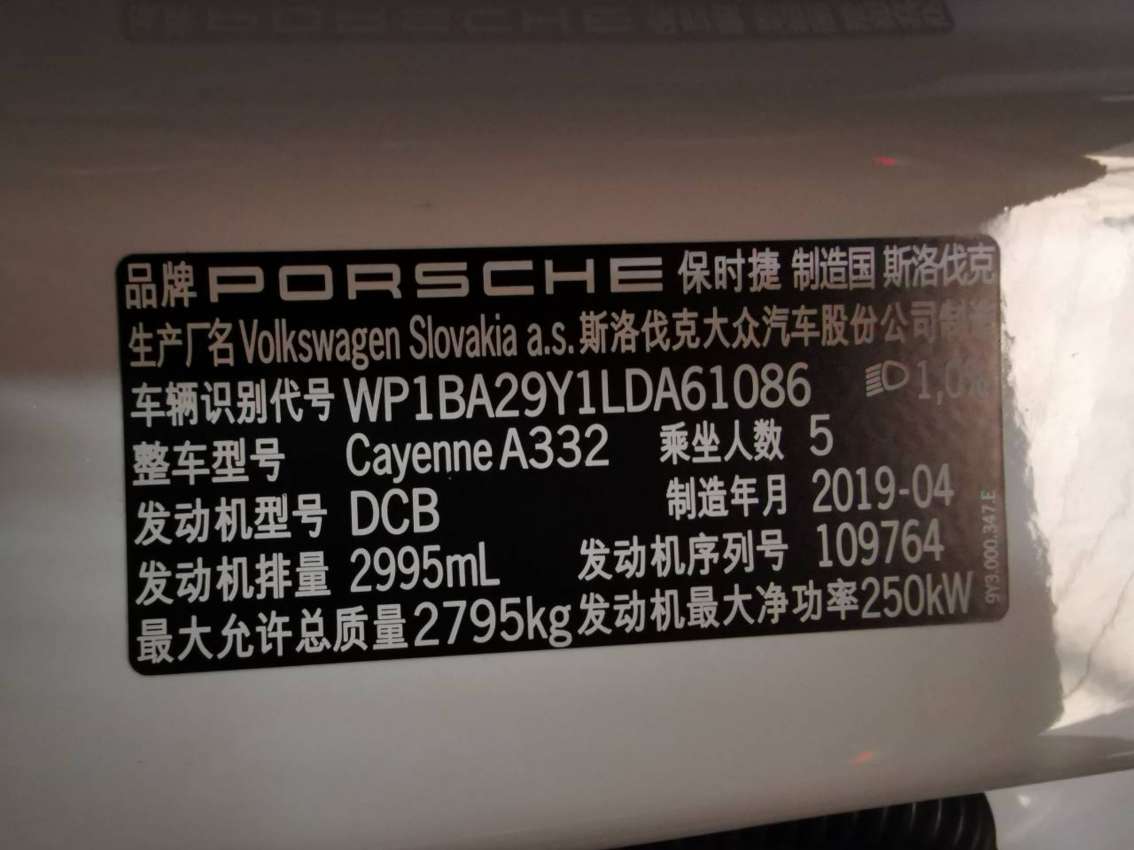 品牌 PORSCHE 保时捷 制造国 斯洛伐克
生产厂名 Volkswagen Slovakia a.s. 斯洛伐克大众汽车股份公司制造
车辆识别代号 WP1BA29Y1LDA61086 1,0%
整车型号 Cayenne A332 乘坐人数 5
发动机型号 DCB 制造年月 2019-04
发动机排量 2995mL 发动机序列号 109764
最大允许总质量 2795kg 发动机最大净功率 250kW
9Y3.000.347.E